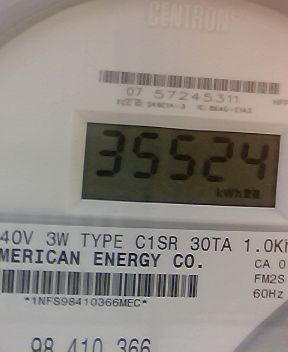 CENTRON
07 57245311
35524
kWh
40V 3W TYPE C1SR 30TA 1.0Kh
MERICAN ENERGY CO.
CA 0
FM2S
60Hz
*1NFS98410366MEC*
98 410 366